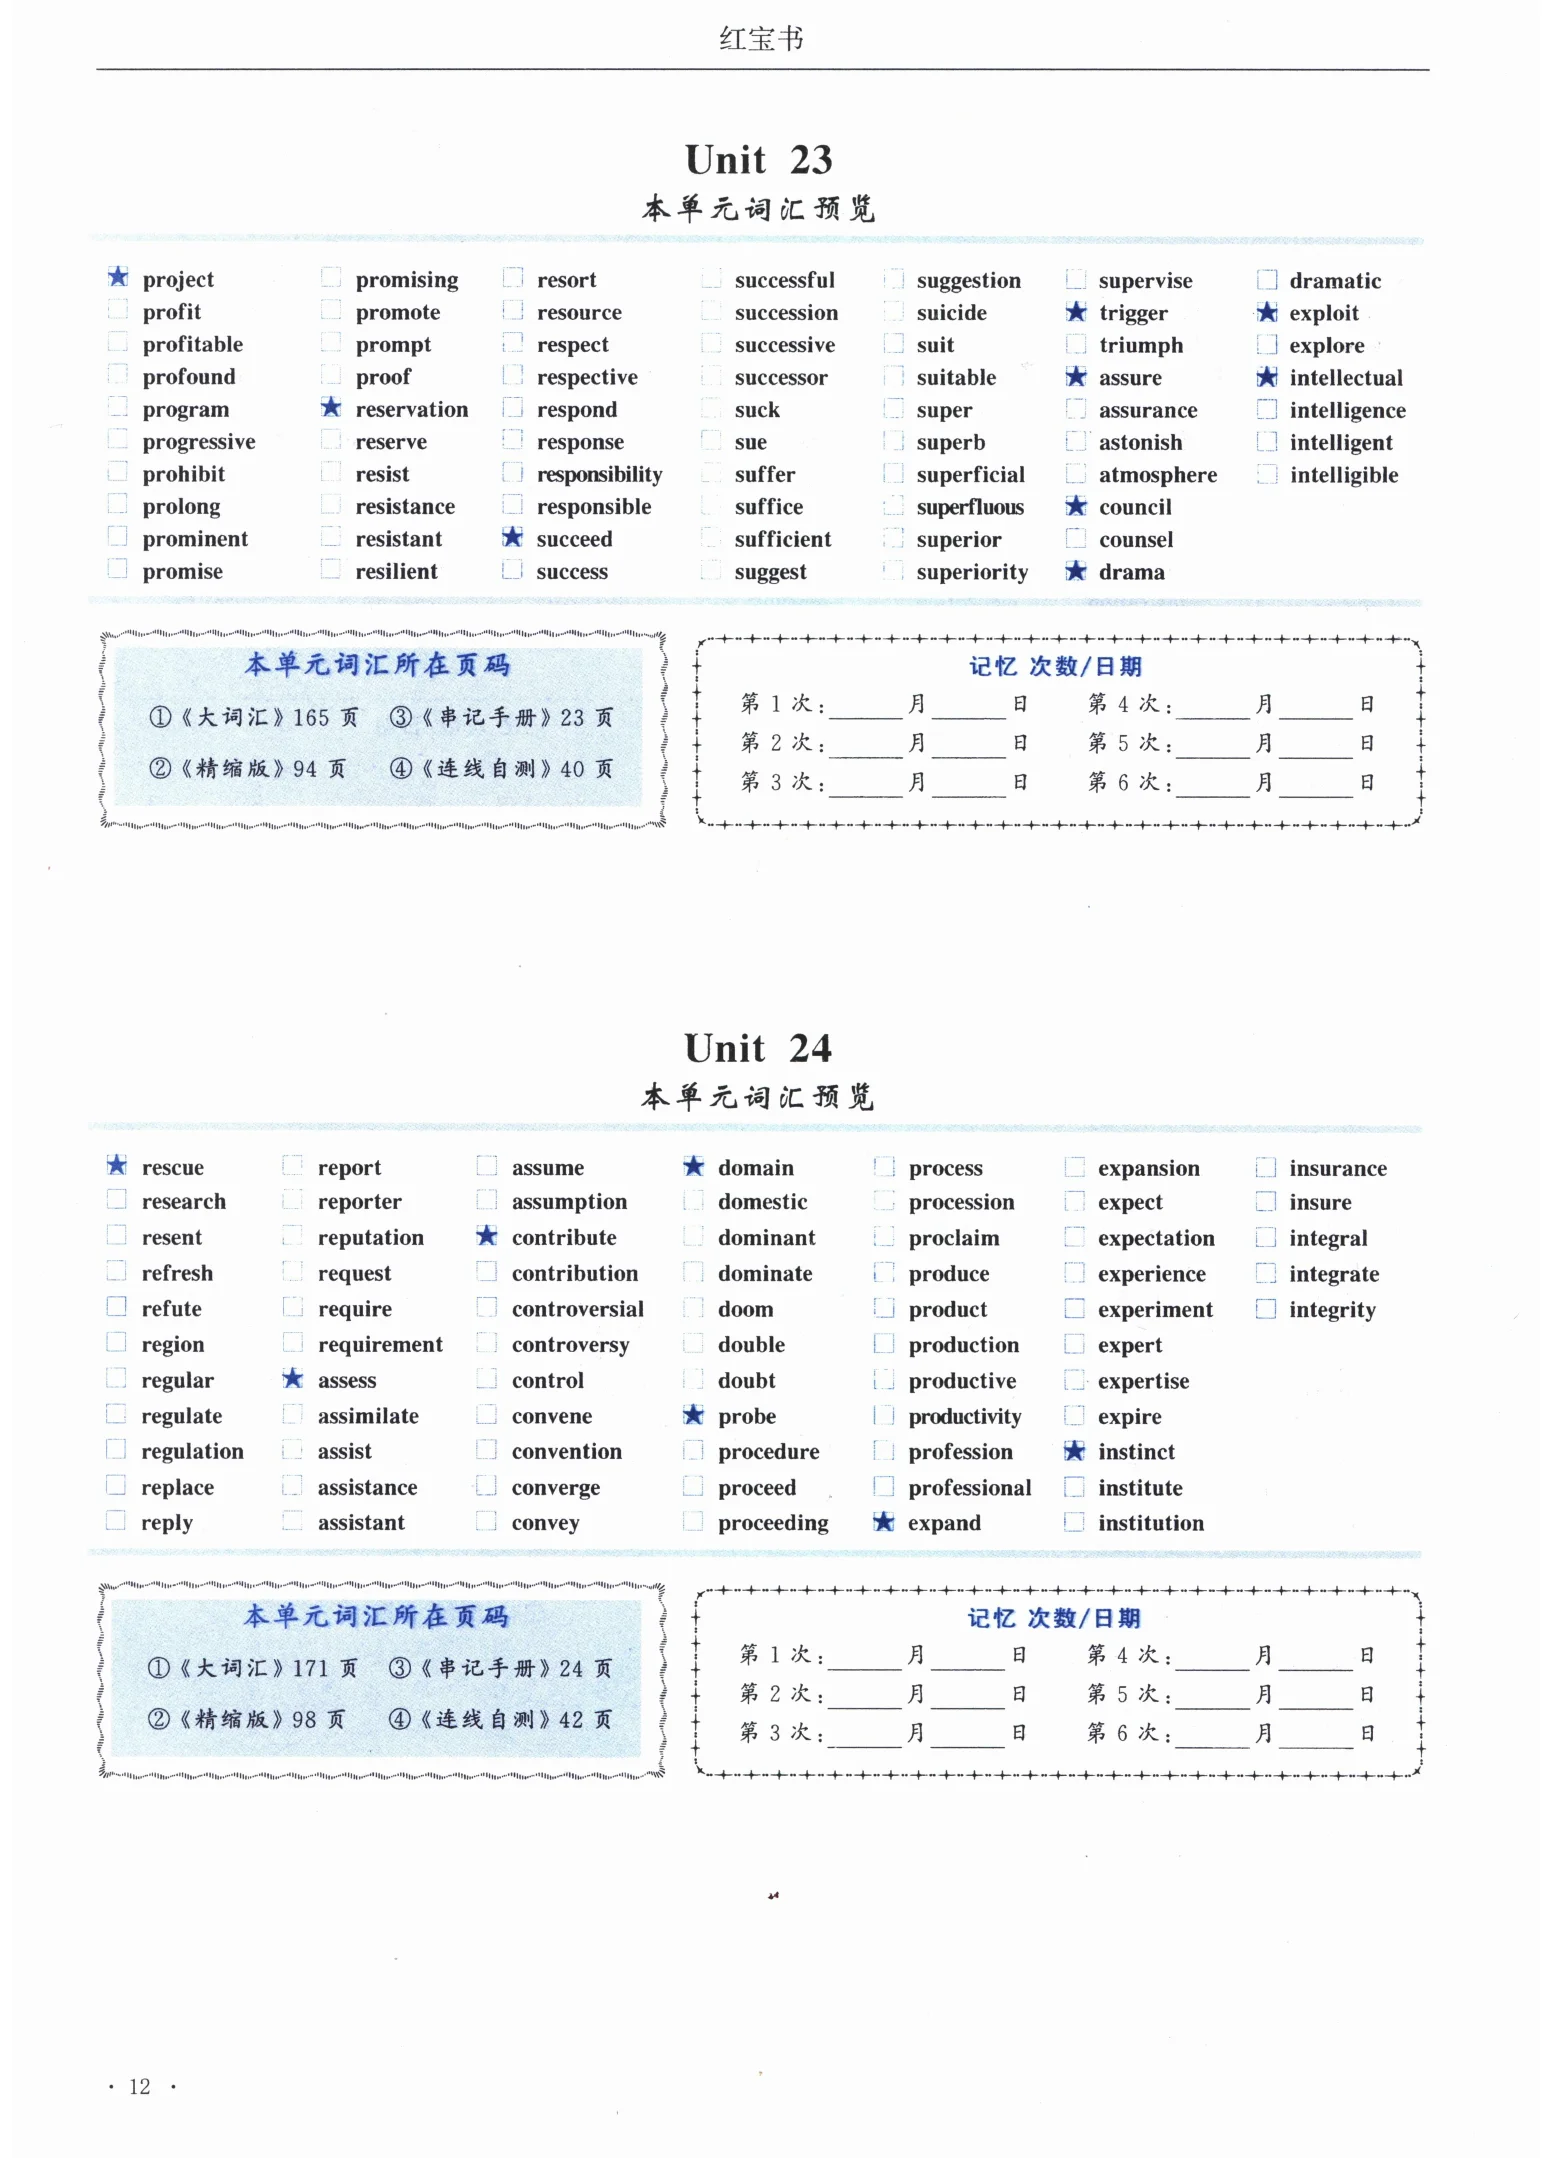 红宝书
Unit 23
本单元词汇预览
★ project □ promising □ resort □ successful □ suggestion □ supervise □ dramatic
□ profit □ promote □ resource □ succession □ suicide ★ trigger ★ exploit
□ profitable □ prompt □ respect □ successive □ suit □ triumph □ explore
□ profound □ proof □ respective □ successor □ suitable ★ assure ★ intellectual
□ program ★ reservation □ respond □ suck □ super □ assurance □ intelligence
□ progressive □ reserve □ response □ sue □ superb □ astonish □ intelligent
□ prohibit □ resist □ responsibility □ suffer □ superficial □ atmosphere □ intelligible
□ prolong □ resistance □ responsible □ suffice □ superfluous ★ council
□ prominent □ resistant ★ succeed □ sufficient □ superior □ counsel
□ promise □ resilient □ success □ suggest □ superiority ★ drama
本单元词汇所在页码
①《大词汇》165 页 ③《串记手册》23 页
②《精缩版》94 页 ④《连线自测》40 页
记忆 次数/日期
第 1 次:______月______日 第 4 次:______月______日
第 2 次:______月______日 第 5 次:______月______日
第 3 次:______月______日 第 6 次:______月______日
Unit 24
本单元词汇预览
★ rescue □ report □ assume ★ domain □ process □ expansion □ insurance
□ research □ reporter □ assumption □ domestic □ procession □ expect □ insure
□ resent □ reputation ★ contribute □ dominant □ proclaim □ expectation □ integral
□ refresh □ request □ contribution □ dominate □ produce □ experience □ integrate
□ refute □ require □ controversial □ doom □ product □ experiment □ integrity
□ region □ requirement □ controversy □ double □ production □ expert
□ regular ★ assess □ control □ doubt □ productive □ expertise
□ regulate □ assimilate □ convene ★ probe □ productivity □ expire
□ regulation □ assist □ convention □ procedure □ profession ★ instinct
□ replace □ assistance □ converge □ proceed □ professional □ institute
□ reply □ assistant □ convey □ proceeding ★ expand □ institution
本单元词汇所在页码
①《大词汇》171 页 ③《串记手册》24 页
②《精缩版》98 页 ④《连线自测》42 页
记忆 次数/日期
第 1 次:______月______日 第 4 次:______月______日
第 2 次:______月______日 第 5 次:______月______日
第 3 次:______月______日 第 6 次:______月______日
· 12 ·